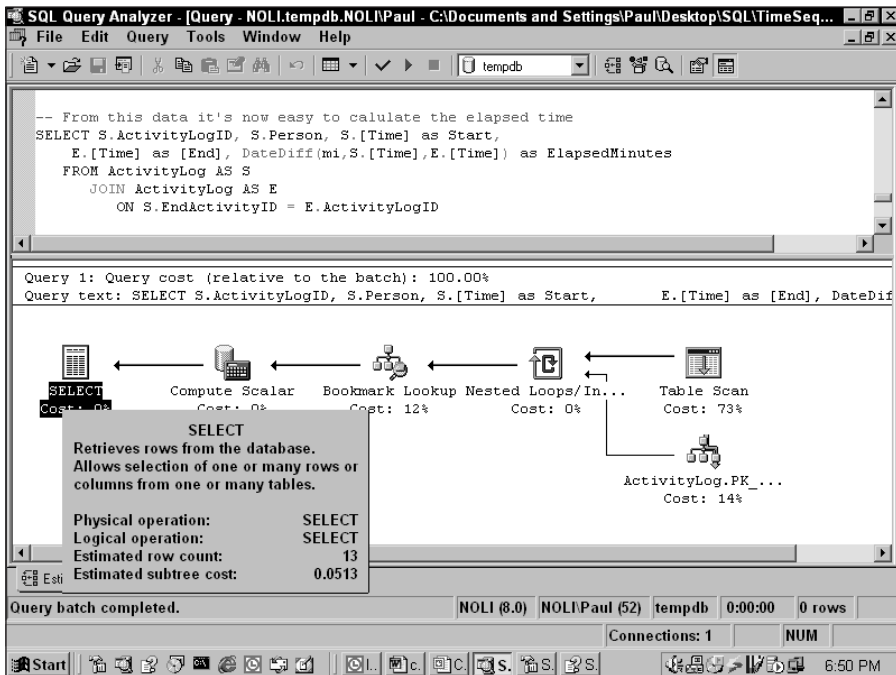 SQL Query Analyzer - [Query - NOLI.tempdb.NOLI\Paul - C:\Documents and Settings\Paul\Desktop\SQL\TimeSeq...
File Edit Query Tools Window Help
tempdb
-- From this data it's now easy to calulate the elapsed time
SELECT S.ActivityLogID, S.Person, S.[Time] as Start,
E.[Time] as [End], DateDiff(mi,S.[Time],E.[Time]) as ElapsedMinutes
FROM ActivityLog AS S
JOIN ActivityLog AS E
ON S.EndActivityID = E.ActivityLogID
Query 1: Query cost (relative to the batch): 100.00%
Query text: SELECT S.ActivityLogID, S.Person, S.[Time] as Start, E.[Time] as [End], DateDif
SELECT Compute Scalar Bookmark Lookup Nested Loops/In... Table Scan
Cost: 0% Cost: 0% Cost: 12% Cost: 0% Cost: 73%
SELECT
Retrieves rows from the database.
Allows selection of one or many rows or
columns from one or many tables.
ActivityLog.PK_...
Cost: 14%
Physical operation: SELECT
Logical operation: SELECT
Estimated row count: 13
Estimated subtree cost: 0.0513
Esti
Query batch completed. NOLI (8.0) NOLI\Paul (52) tempdb 0:00:00 0 rows
Connections: 1 NUM
Start I... c. C. S. S. S. 6:50 PM